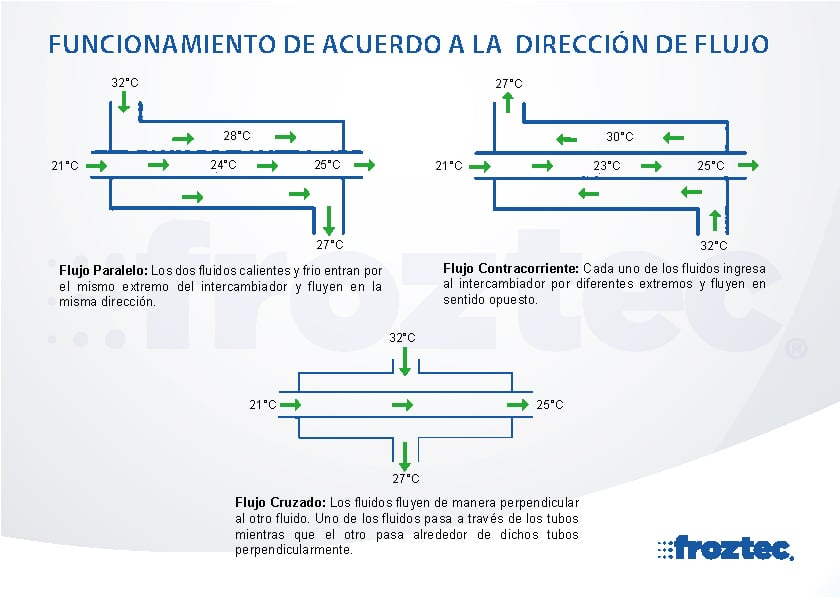 FUNCIONAMIENTO DE ACUERDO A LA DIRECCIÓN DE FLUJO
32°C
28°C
21°C
24°C
25°C
27°C
Flujo Paralelo: Los dos fluidos calientes y frio entran por
el mismo extremo del intercambiador y fluyen en la
misma dirección.
27°C
30°C
21°C
23°C
25°C
32°C
Flujo Contracorriente: Cada uno de los fluidos ingresa
al intercambiador por diferentes extremos y fluyen en
sentido opuesto.
froztec
®
32°C
21°C
25°C
27°C
Flujo Cruzado: Los fluidos fluyen de manera perpendicular
al otro fluido. Uno de los fluidos pasa a través de los tubos
mientras que el otro pasa alrededor de dichos tubos
perpendicularmente.
froztec